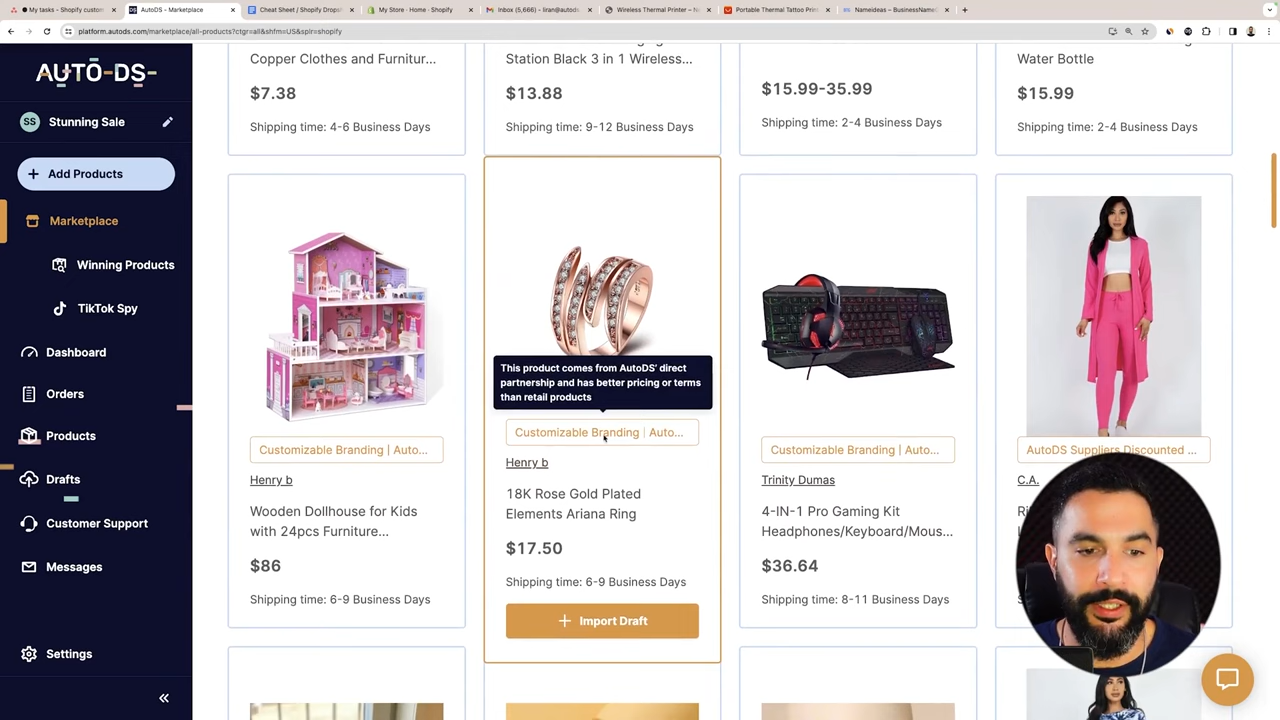 My tasks - Shopify custom
AutoDS - Marketplace
Cheat Sheet / Shopify Drops
My Store · Home · Shopify
Inbox (5,666) - liran@autods
Wireless Thermal Printer – N
Portable Thermal Tattoo Prin
Nameideas – BusinessName
platform.autods.com/marketplace/all-products?ctgr=all&shfm=US&splr=shopify
AUTO-DS-
SS
Stunning Sale
+ Add Products
Marketplace
Winning Products
TikTok Spy
Dashboard
Orders
Products
Drafts
Customer Support
Messages
Settings
«
Copper Clothes and Furnitur...
$7.38
Shipping time: 4-6 Business Days
Station Black 3 in 1 Wireless...
$13.88
Shipping time: 9-12 Business Days
$15.99-35.99
Shipping time: 2-4 Business Days
Water Bottle
$15.99
Shipping time: 2-4 Business Days
Customizable Branding | Auto...
Henry b
Wooden Dollhouse for Kids
with 24pcs Furniture...
$86
Shipping time: 6-9 Business Days
This product comes from AutoDS' direct
partnership and has better pricing or terms
than retail products
Customizable Branding | Auto...
Henry b
18K Rose Gold Plated
Elements Ariana Ring
$17.50
Shipping time: 6-9 Business Days
+ Import Draft
Customizable Branding | Auto...
Trinity Dumas
4-IN-1 Pro Gaming Kit
Headphones/Keyboard/Mous...
$36.64
Shipping time: 8-11 Business Days
AutoDS Suppliers Discounted ...
C.A.